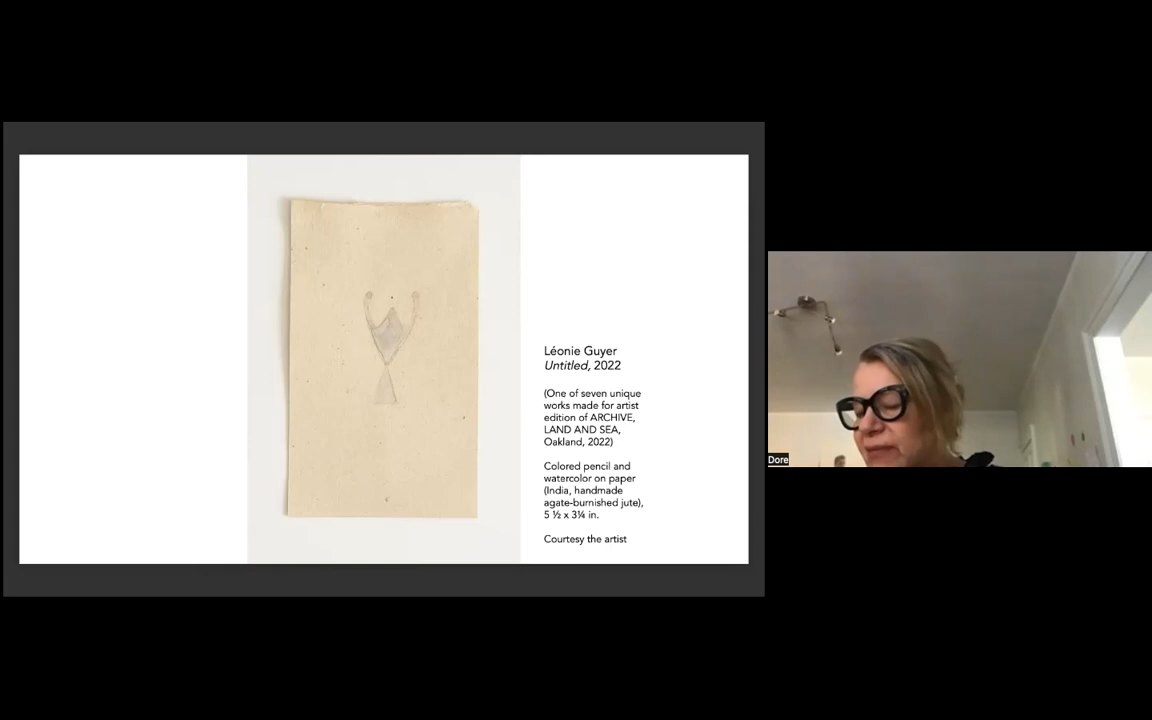 Léonie Guyer
Untitled, 2022
(One of seven unique
works made for artist
edition of ARCHIVE,
LAND AND SEA,
Oakland, 2022)
Colored pencil and
watercolor on paper
(India, handmade
agate-burnished jute),
5 ½ x 3¼ in.
Courtesy the artist
Dore